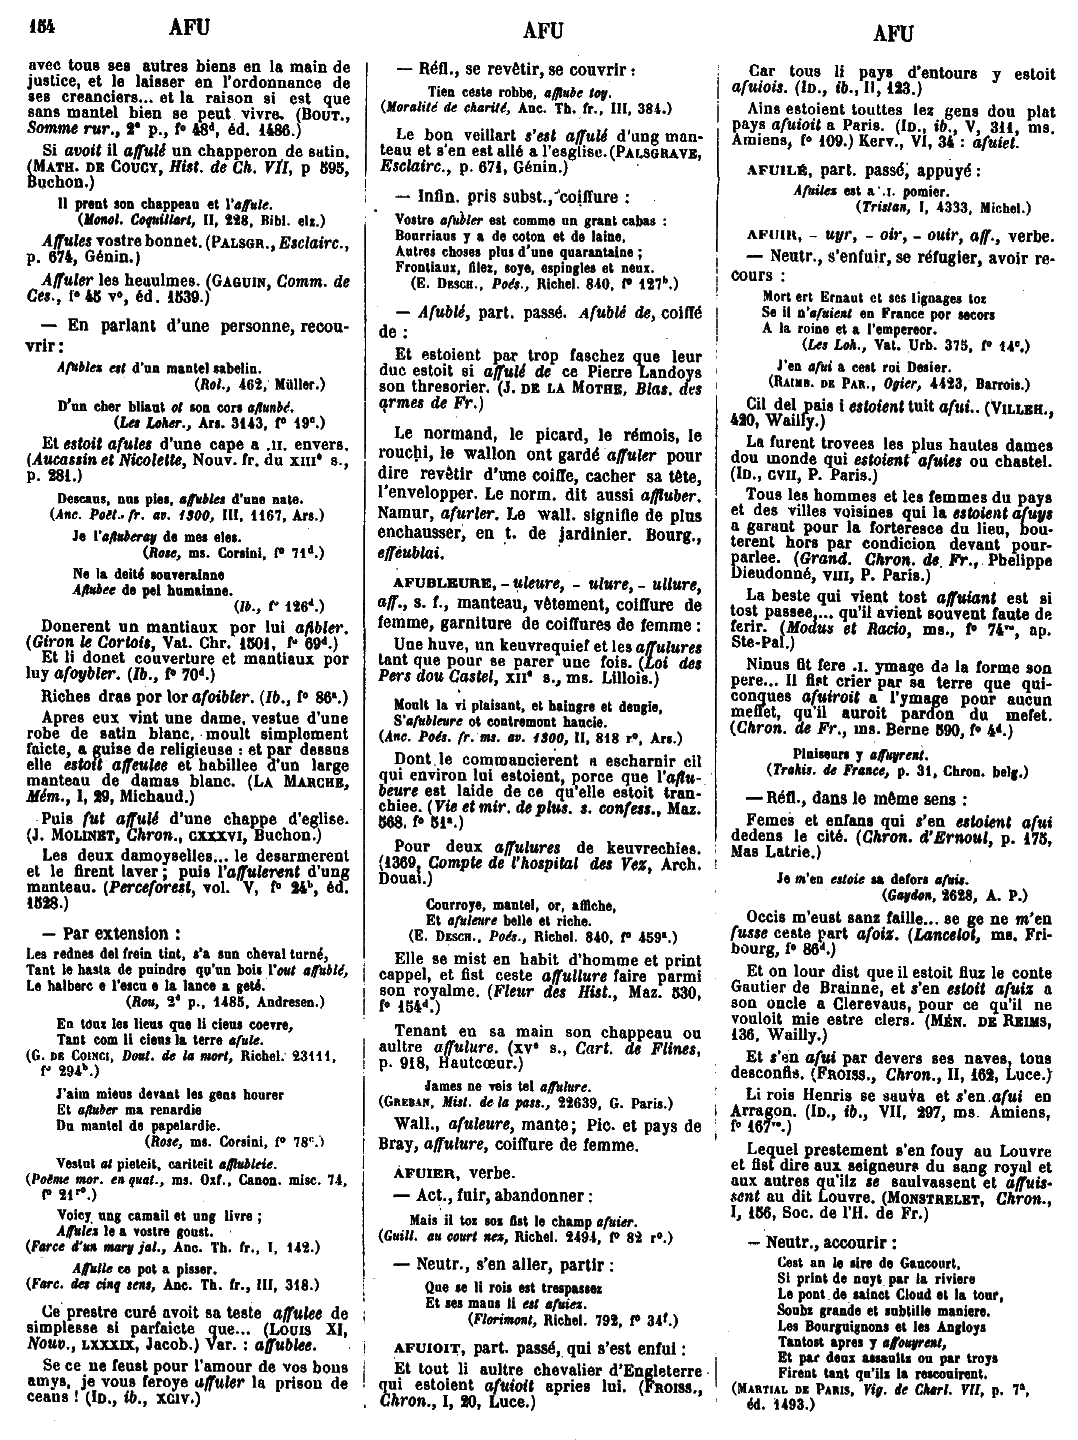 154 AFU
avec tous ses autres biens en la main de
justice, et le laisser en l'ordonnance de
ses creanciers... et la raison si est que
sans mantel bien se peut vivre. (BOUT.,
Somme rur., 2ᵉ p., fº 48ᵈ, éd. 1486.)
Si avoit il affulé un chapperon de satin.
(MATH. DE COUCY, Hist. de Ch. VII, p 595,
Buchon.)
Il prent son chappeau et l'affule.
(Monol. Coquillart, II, 228, Bibl. elz.)
Affules vostre bonnet. (PALSGR., Esclairc.,
p. 674, Génin.)
Affuler les heuulmes. (GAGUIN, Comm. de
Ces., fº 45 vº, éd. 1539.)
— En parlant d'une personne, recou-
vrir :
Afubles est d'un mantel sabelin.
(Rol., 462, Müller.)
D'un cher bliaut ot son cors aflunbé.
(Les Loher., Ars. 3143, fº 19ᶜ.)
Et estoit afules d'une cape a .II. envers.
(Aucassin et Nicolette, Nouv. fr. du XIIIᵉ s.,
p. 281.)
Descaus, nus pies, affubles d'une nate.
(Anc. Poët. fr. av. 1300, III, 1167, Ars.)
Je l'afluberay de mes eles.
(Rose, ms. Corsini, fº 71ᵈ.)
Ne la deité souverainne
Aflubee de pel humainne.
(Ib., fº 126ᵈ.)
Donerent un mantiaux por lui afibler.
(Giron le Cortois, Vat. Chr. 1501, fº 69ᵈ.)
Et li donet couverture et mantiaux por
luy afoybler. (Ib., fº 70ᵈ.)
Riches dras por lor afoibler. (Ib., fº 86ᵃ.)
Apres eux vint une dame, vestue d'une
robe de satin blanc, moult simplement
faicte, a guise de religieuse : et par dessus
elle estoit affeulee et habillee d'un large
manteau de damas blanc. (LA MARCHE,
Mém., I, 29, Michaud.)
Puis fut affulé d'une chappe d'eglise.
(J. MOLINET, Chron., CXXXVI, Buchon.)
Les deux damoyselles... le desarmerent
et le firent laver ; puis l'affulerent d'ung
manteau. (Perceforest, vol. V, fº 24ᵇ, éd.
1528.)
— Par extension :
Les rednes del frein tint, s'a sun cheval turné,
Tant le hasta de puindre qu'un bois l'out affublé,
Le halberc e l'escu e la lance a geté.
(Rou, 2ᵈ p., 1485, Andresen.)
En touz les lieus que li cieus coevre,
Tant com li cieus la terre afule.
(G. DE COINCI, Dout. de la mort, Richel. 23111,
fº 294ᵇ.)
J'aim mieus devant les gens hourer
Et afluber ma renardie
Du mantel de papelardie.
(Rose, ms. Corsini, fº 78ᶜ.)
Vestut at pieteit, cariteit afflubleie.
(Poëme mor. en quat., ms. Oxf., Canon. misc. 74,
fº 21rº.)
Voicy ung camail et ung livre ;
Affulez le a vostre goust.
(Farce d'un mary jal., Anc. Th. fr., I, 142.)
Affulle ce pot a pisser.
(Farc. des cinq sens, Anc. Th. fr., III, 318.)
Ce prestre curé avoit sa teste affulee de
simplesse si parfaicte que... (LOUIS XI,
Nouv., LXXXIX, Jacob.) Var. : affublee.
Se ce ne feust pour l'amour de vos bons
amys, je vous feroye affuler la prison de
ceans ! (ID., ib., XCIV.)
AFU
— Réfl., se revêtir, se couvrir :
Tien ceste robbe, affube toy.
(Moralité de charité, Anc. Th. fr., III, 384.)
Le bon veillart s'est affulé d'ung man-
teau et s'en est allé a l'esglise. (PALSGRAVE,
Esclairc., p. 671, Génin.)
— Infin. pris subst., coiffure :
Vostre afubler est comme un grant cabas :
Bourriaus y a de coton et de laine,
Autres choses plus d'une quarantaine ;
Frontiaux, filez, soye, espingles et neux.
(E. DESCH., Poés., Richel. 840, fº 127ᵇ.)
— Afublé, part. passé. Afublé de, coiffé
de :
Et estoient par trop faschez que leur
duc estoit si affulé de ce Pierre Landoys
son thresorier. (J. DE LA MOTHE, Blas. des
armes de Fr.)
Le normand, le picard, le rémois, le
rouchi, le wallon ont gardé affuler pour
dire revêtir d'une coiffe, cacher sa tête,
l'envelopper. Le norm. dit aussi affluber.
Namur, afurler. Le wall. signifie de plus
enchausser, en t. de jardinier. Bourg.,
effeublai.
AFUBLEURE, - uleure, - ulure, - ullure,
aff., s. f., manteau, vêtement, coiffure de
femme, garniture de coiffures de femme :
Une huve, un keuvrequief et les affulures
tant que pour se parer une fois. (Loi des
Pers dou Castel, XIIᵉ s., ms. Lillois.)
Moult la vi plaisant, et haingre et deugie,
S'afubleure ot contremont haucie.
(Anc. Poés. fr. ms. av. 1300, II, 818 rº, Ars.)
Dont le commancierent a escharnir cil
qui environ lui estoient, porce que l'aflu-
beure est laide de ce qu'elle estoit tran-
chiee. (Vie et mir. de plus. s. confess., Maz.
568, fº 51ᵃ.)
Pour deux affulures de keuvrechies.
(1369, Compte de l'hospital des Vez, Arch.
Douai.)
Courroye, mantel, or, affiche,
Et afuleure belle et riche.
(E. DESCH., Poés., Richel. 840, fº 459ᵃ.)
Elle se mist en habit d'homme et print
cappel, et fist ceste affullure faire parmi
son royalme. (Fleur des Hist., Maz. 530,
fº 154ᵈ.)
Tenant en sa main son chappeau ou
aultre affulure. (XVᵉ s., Cart. de Flines,
p. 918, Hautcœur.)
James ne veis tel affulure.
(GREBAN, Mist. de la pass., 22639, G. Paris.)
Wall., afuleure, mante ; Pic. et pays de
Bray, affulure, coiffure de femme.
AFUIER, verbe.
— Act., fuir, abandonner :
Mais il toz soz fist le champ afuier.
(Guill. au court nez, Richel. 2494, fº 82 rº.)
— Neutr., s'en aller, partir :
Que se li rois est trespassez
Et ses maus li est afuiez.
(Florimont, Richel. 792, fº 34ᶠ.)
AFUIOIT, part. passé, qui s'est enfui :
Et tout li aultre chevalier d'Engleterre
qui estoient afuioit apries lui. (FROISS.,
Chron., I, 20, Luce.)
AFU
Car tous li pays d'entours y estoit
afuiois. (ID., ib., II, 123.)
Ains estoient touttes lez gens dou plat
pays afuioit a Paris. (ID., ib., V, 311, ms.
Amiens, fº 109.) Kerv., VI, 34 : afuiet.
AFUILÉ, part. passé, appuyé :
Afuilez est a .I. pomier.
(Tristan, I, 4333, Michel.)
AFUIR, - uyr, - oir, - ouir, aff., verbe.
— Neutr., s'enfuir, se réfugier, avoir re-
cours :
Mort ert Ernaut et ses lignages toz
Se il n'afuient en France por secors
A la roine et a l'empereor.
(Les Loh., Vat. Urb. 375, fº 14ᶜ.)
J'en afui a cest roi Desier.
(RAIMB. DE PAR., Ogier, 4423, Barrois.)
Cil del pais i estoient tuit afui.. (VILLEH.,
420, Wailly.)
La furent trovees les plus hautes dames
dou monde qui estoient afuies ou chastel.
(ID., CVII, P. Paris.)
Tous les hommes et les femmes du pays
et des villes voisines qui la estoient afuys
a garant pour la forteresce du lieu, bou-
terent hors par condicion devant pour-
parlee. (Grand. Chron. de Fr., Phelippe
Dieudonné, VIII, P. Paris.)
La beste qui vient tost affuiant est si
tost passee,... qu'il avient souvent faute de
ferir. (Modus et Racio, ms., fº 74ʳᵒ, ap.
Ste-Pal.)
Ninus fit fere .I. ymage da la forme son
pere... Il fist crier par sa terre que qui-
conques afuiroit a l'ymage pour aucun
meffet, qu'il auroit pardon du mefet.
(Chron. de Fr., ms. Berne 590, fº 4ᵈ.)
Plaiseurs y affuyrent.
(Trahis. de France, p. 31, Chron. belg.)
— Réfl., dans le même sens :
Femes et enfans qui s'en estoient afui
dedens le cité. (Chron. d'Ernoul, p. 175,
Mas Latrie.)
Je m'en estoie sa defors afuis.
(Gaydon, 2628, A. P.)
Occis m'eust sanz faille... se ge ne m'en
fusse ceste part afoiz. (Lancelot, ms. Fri-
bourg, fº 86ᵈ.)
Et on lour dist que il estoit fiuz le conte
Gautier de Brainne, et s'en estoit afuiz a
son oncle a Clerevaus, pour ce qu'il ne
vouloit mie estre clers. (MÉN. DE REIMS,
136, Wailly.)
Et s'en afui par devers ses naves, tous
desconfis. (FROISS., Chron., II, 162, Luce.)
Li rois Henris se sauva et s'en afui en
Arragon. (ID., ib., VII, 297, ms. Amiens,
fº 167ᵛᵒ.)
Lequel prestement s'en fouy au Louvre
et fist dire aux seigneurs du sang royal et
aux autres qu'ilz se saulvassent et affuis-
sent au dit Louvre. (MONSTRELET, Chron.,
I, 156, Soc. de l'H. de Fr.)
— Neutr., accourir :
Cest an le sire de Gaucourt,
Si print de nuyt par la riviere
Le pont de sainct Cloud et la tour,
Soubz grande et subtille maniere.
Les Bourguignons et les Angloys
Tantost apres y affouyrent,
Et par deux assaults ou par troys
Firent tant qu'ilz la rescouirent.
(MARTIAL DE PARIS, Vig. de Charl. VII, p. 7ᵃ,
éd. 1493.)